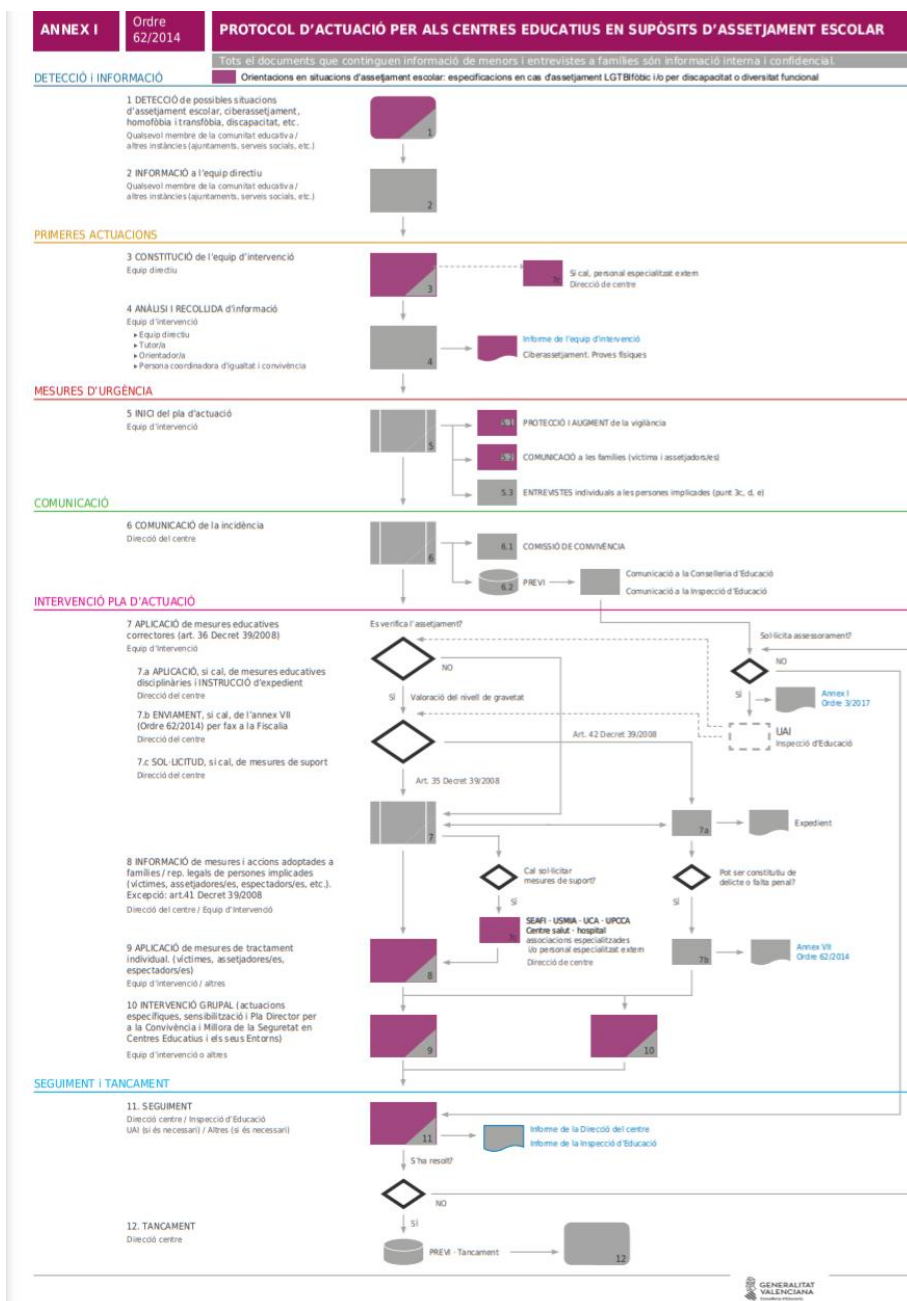 ANNEX I
Ordre
62/2014
PROTOCOL D'ACTUACIÓ PER ALS CENTRES EDUCATIUS EN SUPÒSITS D'ASSETJAMENT ESCOLAR
Tots el documents que continguen informació de menors i entrevistes a famílies són informació interna i confidencial.
DETECCIÓ i INFORMACIÓ
Orientacions en situacions d'assetjament escolar: especificacions en cas d'assetjament LGTBIfòbic i/o per discapacitat o diversitat funcional
1 DETECCIÓ de possibles situacions
d'assetjament escolar, ciberassetjament,
homofòbia i transfòbia, discapacitat, etc.
Qualsevol membre de la comunitat educativa /
altres instàncies (ajuntaments, serveis socials, etc.)
1
2 INFORMACIÓ a l'equip directiu
Qualsevol membre de la comunitat educativa /
altres instàncies (ajuntaments, serveis socials, etc.)
2
PRIMERES ACTUACIONS
3 CONSTITUCIÓ de l'equip d'intervenció
Equip directiu
3
7c
Si cal, personal especialitzat extern
Direcció de centre
4 ANÀLISI I RECOLLIDA d'informació
Equip d'intervenció
▸ Equip directiu
▸ Tutor/a
▸ Orientador/a
▸ Persona coordinadora d'igualtat i convivència
4
Informe de l'equip d'intervenció
Ciberassetjament. Proves físiques
MESURES D'URGÈNCIA
5 INICI del pla d'actuació
Equip d'intervenció
5
5.1 PROTECCIÓ I AUGMENT de la vigilància
5.2 COMUNICACIÓ a les famílies (víctima i assetjadors/es)
5.3 ENTREVISTES individuals a les persones implicades (punt 3c, d, e)
COMUNICACIÓ
6 COMUNICACIÓ de la incidència
Direcció del centre
6
6.1 COMISSIÓ DE CONVIVÈNCIA
6.2 PREVI
Comunicació a la Conselleria d'Educació
Comunicació a la Inspecció d'Educació
INTERVENCIÓ PLA D'ACTUACIÓ
7 APLICACIÓ de mesures educatives
correctores (art. 36 Decret 39/2008)
Equip d'Intervenció
7.a APLICACIÓ, si cal, de mesures educatives
disciplinàries i INSTRUCCIÓ d'expedient
Direcció del centre
7.b ENVIAMENT, si cal, de l'annex VII
(Ordre 62/2014) per fax a la Fiscalia
Direcció del centre
7.c SOL·LICITUD, si cal, de mesures de suport
Direcció del centre
Es verifica l'assetjament?
NO
SÍ
Valoració del nivell de gravetat
Sol·licita assessorament?
NO
SÍ
Annex I
Ordre 3/2017
UAI
Inspecció d'Educació
Art. 42 Decret 39/2008
Art. 35 Decret 39/2008
7
7a
Expedient
8 INFORMACIÓ de mesures i accions adoptades a
famílies / rep. legals de persones implicades
(víctimes, assetjadores/es, espectadors/es, etc.).
Excepció: art.41 Decret 39/2008
Direcció del centre / Equip d'Intervenció
Cal sol·licitar
mesures de suport?
SÍ
Pot ser constitutiu de
delicte o falta penal?
SÍ
7c
SEAFI - USMIA - UCA - UPCCA
Centre salut - hospital
associacions especialitzades
i/o personal especialitzat extern
Direcció de centre
7b
Annex VII
Ordre 62/2014
9 APLICACIÓ de mesures de tractament
individual. (víctimes, assetjadores/es,
espectadors/es)
Equip d'Intervenció / altres
8
10 INTERVENCIÓ GRUPAL (actuacions
específiques, sensibilització i Pla Director per
a la Convivència i Millora de la Seguretat en
Centres Educatius i els seus Entorns)
Equip d'Intervenció o altres
9
10
SEGUIMENT i TANCAMENT
11. SEGUIMENT
Direcció centre / Inspecció d'Educació
UAI (si és necessari) / Altres (si és necessari)
11
Informe de la Direcció del centre
Informe de la Inspecció d'Educació
S'ha resolt?
NO
SÍ
12. TANCAMENT
Direcció centre
PREVI - Tancament
12
GENERALITAT
VALENCIANA